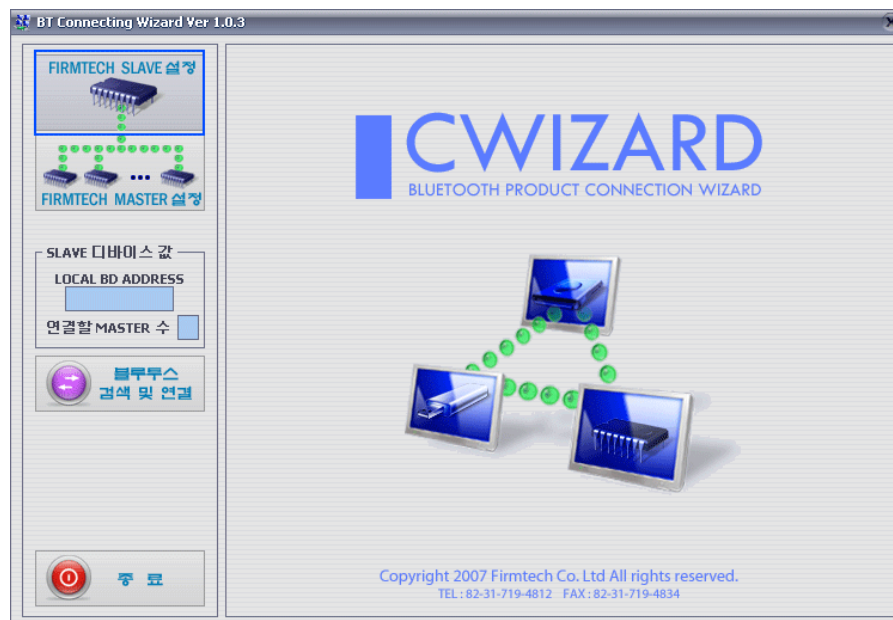 BT Connecting Wizard Ver 1.0.3
FIRMTECH SLAVE 설정
FIRMTECH MASTER 설정
SLAVE 디바이스 값
LOCAL BD ADDRESS
연결할 MASTER 수
블루투스
검색 및 연결
종 료
CWIZARD
BLUETOOTH PRODUCT CONNECTION WIZARD
Copyright 2007 Firmtech Co. Ltd All rights reserved.
TEL : 82-31-719-4812 FAX : 82-31-719-4834